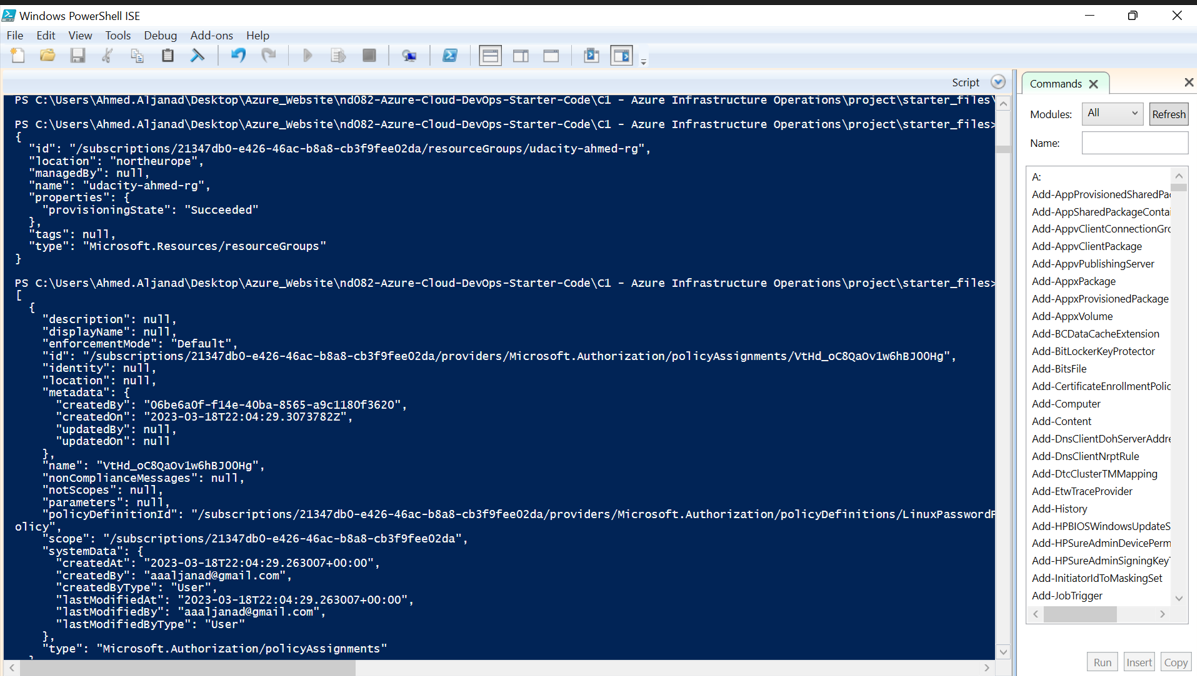 Windows PowerShell ISE
File Edit View Tools Debug Add-ons Help
Script
PS C:\Users\Ahmed.Aljanad\Desktop\Azure_Website\nd082-Azure-Cloud-DevOps-Starter-Code\C1 - Azure Infrastructure Operations\project\starter_files\
PS C:\Users\Ahmed.Aljanad\Desktop\Azure_Website\nd082-Azure-Cloud-DevOps-Starter-Code\C1 - Azure Infrastructure Operations\project\starter_files>
{
"id": "/subscriptions/21347db0-e426-46ac-b8a8-cb3f9fee02da/resourceGroups/udacity-ahmed-rg",
"location": "northeurope",
"managedBy": null,
"name": "udacity-ahmed-rg",
"properties": {
"provisioningState": "Succeeded"
},
"tags": null,
"type": "Microsoft.Resources/resourceGroups"
}
PS C:\Users\Ahmed.Aljanad\Desktop\Azure_Website\nd082-Azure-Cloud-DevOps-Starter-Code\C1 - Azure Infrastructure Operations\project\starter_files>
[
{
"description": null,
"displayName": null,
"enforcementMode": "Default",
"id": "/subscriptions/21347db0-e426-46ac-b8a8-cb3f9fee02da/providers/Microsoft.Authorization/policyAssignments/VtHd_oC8QaOv1w6hBJOOHg",
"identity": null,
"location": null,
"metadata": {
"createdBy": "06be6a0f-f14e-40ba-8565-a9c1180f3620",
"createdOn": "2023-03-18T22:04:29.3073782Z",
"updatedBy": null,
"updatedOn": null
},
"name": "VtHd_oC8QaOv1w6hBJOOHg",
"nonComplianceMessages": null,
"notScopes": null,
"parameters": null,
"policyDefinitionId": "/subscriptions/21347db0-e426-46ac-b8a8-cb3f9fee02da/providers/Microsoft.Authorization/policyDefinitions/LinuxPasswordP
olicy",
"scope": "/subscriptions/21347db0-e426-46ac-b8a8-cb3f9fee02da",
"systemData": {
"createdAt": "2023-03-18T22:04:29.263007+00:00",
"createdBy": "aaaljanad@gmail.com",
"createdByType": "User",
"lastModifiedAt": "2023-03-18T22:04:29.263007+00:00",
"lastModifiedBy": "aaaljanad@gmail.com",
"lastModifiedByType": "User"
},
"type": "Microsoft.Authorization/policyAssignments"
Commands
Modules: All Refresh
Name:
A:
Add-AppProvisionedSharedPa
Add-AppSharedPackageConta
Add-AppvClientConnectionGro
Add-AppvClientPackage
Add-AppvPublishingServer
Add-AppxPackage
Add-AppxProvisionedPackage
Add-AppxVolume
Add-BCDataCacheExtension
Add-BitLockerKeyProtector
Add-BitsFile
Add-CertificateEnrollmentPolic
Add-Computer
Add-Content
Add-DnsClientDohServerAddre
Add-DnsClientNrptRule
Add-DtcClusterTMMapping
Add-EtwTraceProvider
Add-History
Add-HPBIOSWindowsUpdateS
Add-HPSureAdminDevicePerm
Add-HPSureAdminSigningKey
Add-InitiatorIdToMaskingSet
Add-JobTrigger
Run Insert Copy